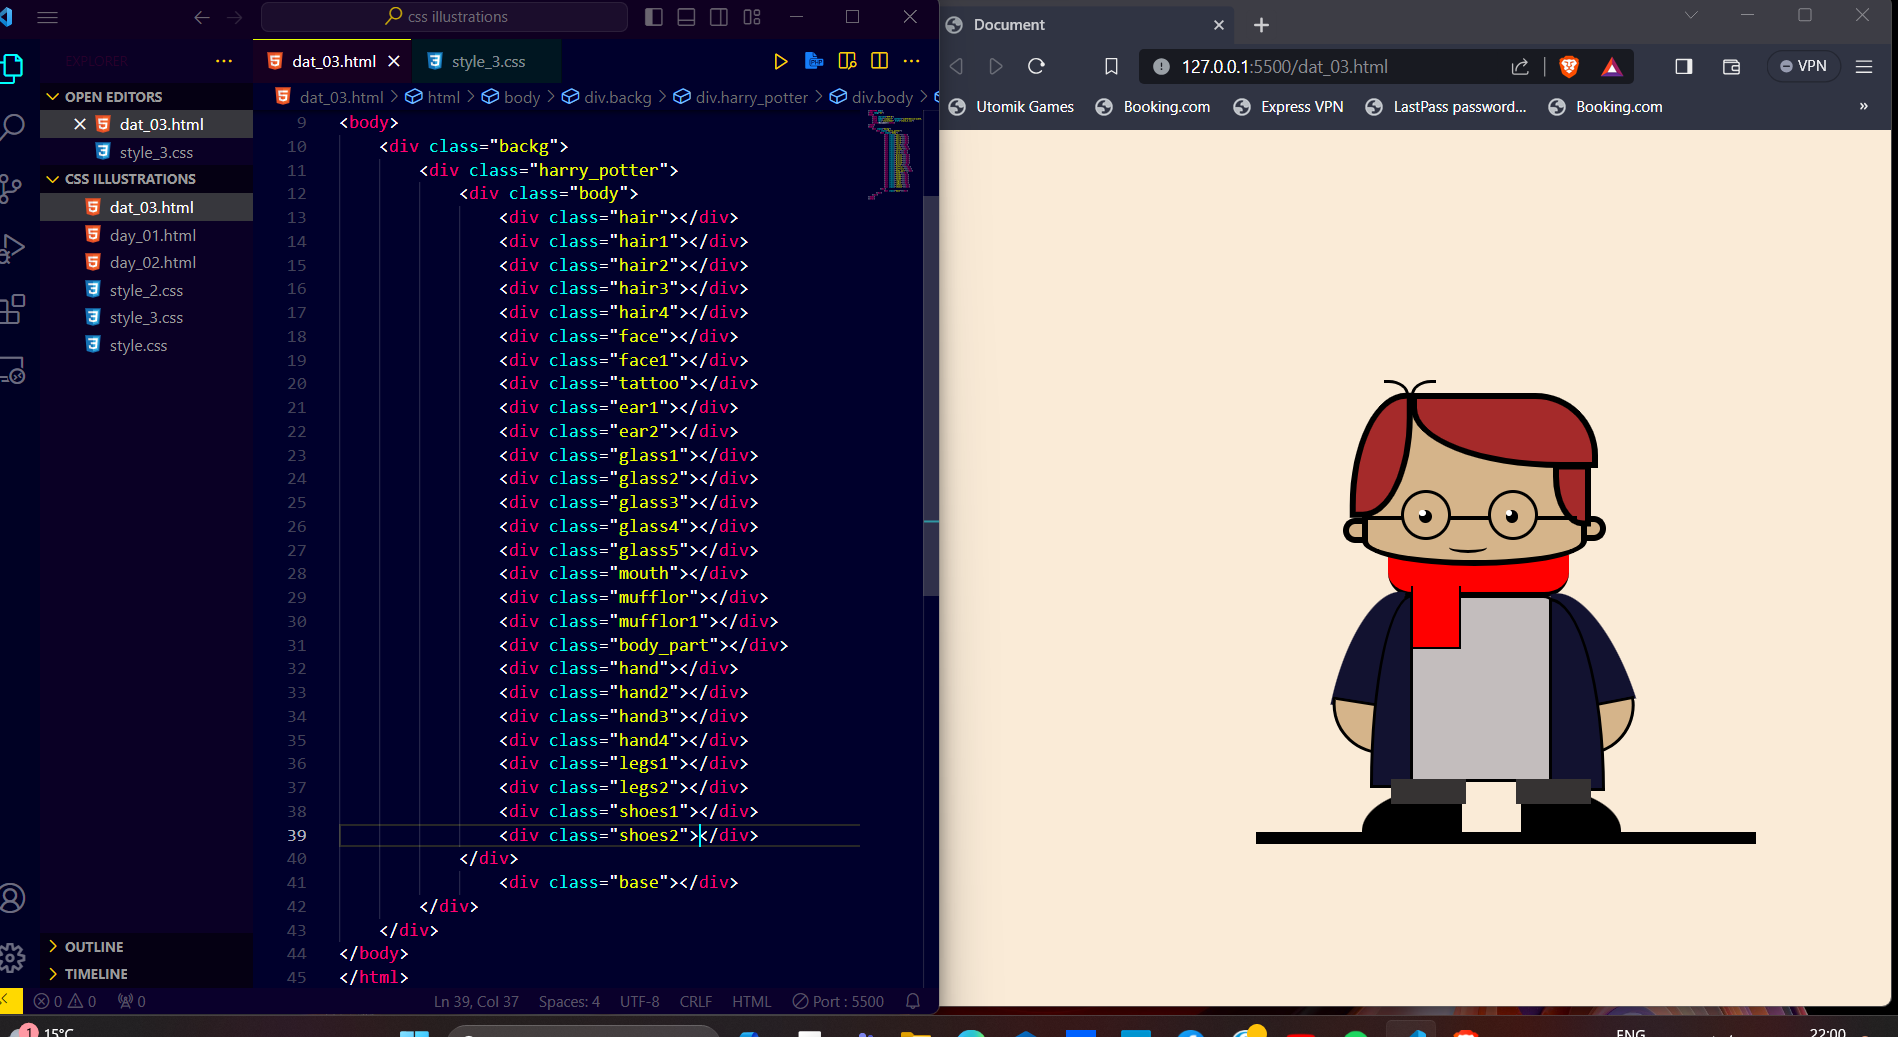 css illustrations
EXPLORER
OPEN EDITORS
dat_03.html
style_3.css
CSS ILLUSTRATIONS
dat_03.html
day_01.html
day_02.html
style_2.css
style_3.css
style.css
OUTLINE
TIMELINE
dat_03.html
style_3.css
dat_03.html > html > body > div.backg > div.harry_potter > div.body >
9 <body>
10 <div class="backg">
11 <div class="harry_potter">
12 <div class="body">
13 <div class="hair"></div>
14 <div class="hair1"></div>
15 <div class="hair2"></div>
16 <div class="hair3"></div>
17 <div class="hair4"></div>
18 <div class="face"></div>
19 <div class="face1"></div>
20 <div class="tattoo"></div>
21 <div class="ear1"></div>
22 <div class="ear2"></div>
23 <div class="glass1"></div>
24 <div class="glass2"></div>
25 <div class="glass3"></div>
26 <div class="glass4"></div>
27 <div class="glass5"></div>
28 <div class="mouth"></div>
29 <div class="mufflor"></div>
30 <div class="mufflor1"></div>
31 <div class="body_part"></div>
32 <div class="hand"></div>
33 <div class="hand2"></div>
34 <div class="hand3"></div>
35 <div class="hand4"></div>
36 <div class="legs1"></div>
37 <div class="legs2"></div>
38 <div class="shoes1"></div>
39 <div class="shoes2"></div>
40 </div>
41 <div class="base"></div>
42 </div>
43 </div>
44 </body>
45 </html>
0 0 0 Ln 39, Col 37 Spaces: 4 UTF-8 CRLF HTML Port : 5500
Document
127.0.0.1:5500/dat_03.html
VPN
Utomik Games Booking.com Express VPN LastPass password... Booking.com »
1 15°C
ENG
22:00